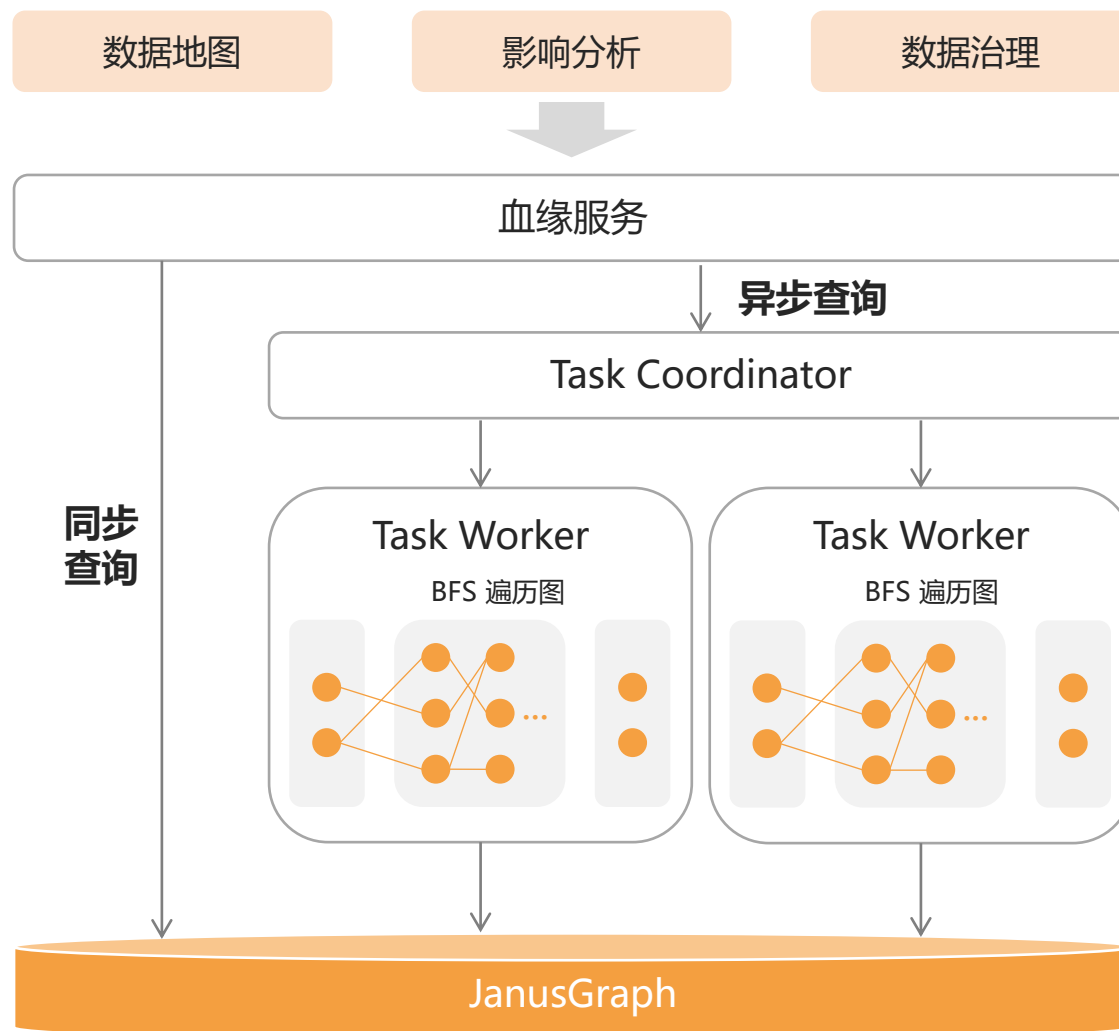 数据地图
影响分析
数据治理
血缘服务
异步查询
Task Coordinator
同步
查询
Task Worker
BFS 遍历图
...
Task Worker
BFS 遍历图
...
JanusGraph